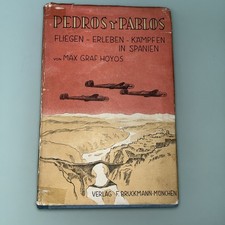 PEDROS Y PABLOS
FLIEGEN - ERLEBEN - KÄMPFEN
IN SPANIEN
VON MAX GRAF HOYOS
VERLAG F. BRUCKMANN - MÜNCHEN